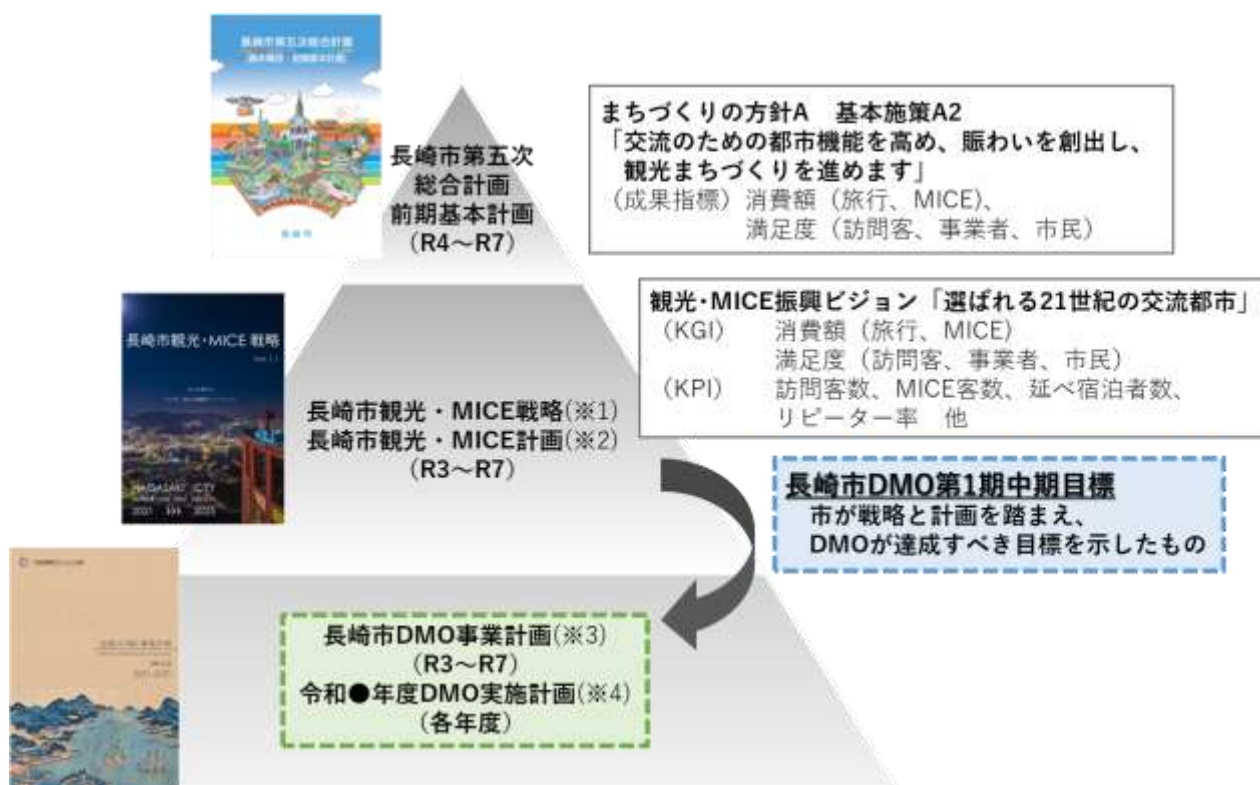 長崎市第五次総合計画
長崎市第五次
総合計画
前期基本計画
(R4～R7)
まちづくりの方針A　基本施策A2
「交流のための都市機能を高め、賑わいを創出し、
観光まちづくりを進めます」
（成果指標）消費額（旅行、MICE）、
満足度（訪問客、事業者、市民）
観光・MICE振興ビジョン「選ばれる21世紀の交流都市」
（KGI）　消費額（旅行、MICE）
満足度（訪問客、事業者、市民）
（KPI）　訪問客数、MICE客数、延べ宿泊者数、
リピーター率　他
長崎市観光・MICE戦略
NAGASAKI CITY
2021 2025
長崎市観光・MICE戦略(※1)
長崎市観光・MICE計画(※2)
(R3～R7)
長崎市DMO第1期中期目標
市が戦略と計画を踏まえ、
DMOが達成すべき目標を示したもの
長崎市DMO事業計画(※3)
(R3～R7)
令和●年度DMO実施計画(※4)
(各年度)